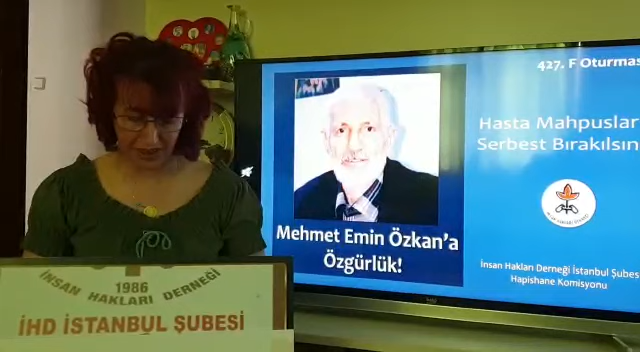 427. F Oturmas
Hasta Mahpuslar
Serbest Bırakılsın
Mehmet Emin Özkan'a
Özgürlük!
İnsan Hakları Derneği İstanbul Şubesi
Hapishane Komisyonu
İNSAN HAKLARI DERNEĞİ
1986
İHD İSTANBUL ŞUBESİ